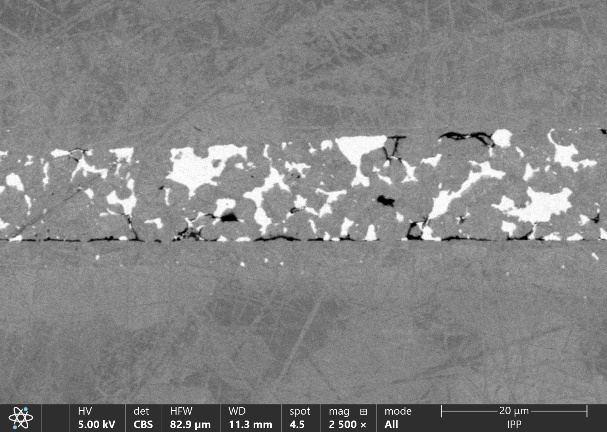 HV det HFW WD spot mag ⊟ mode 20 µm
5.00 kV CBS 82.9 µm 11.3 mm 4.5 2 500 × All IPP